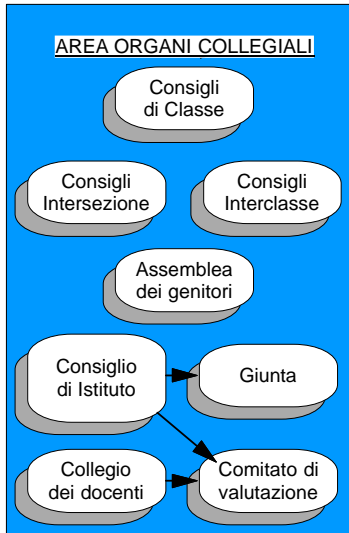 AREA ORGANI COLLEGIALI
Consigli
di Classe
Consigli
Intersezione
Consigli
Interclasse
Assemblea
dei genitori
Consiglio
di Istituto
Giunta
Collegio
dei docenti
Comitato di
valutazione